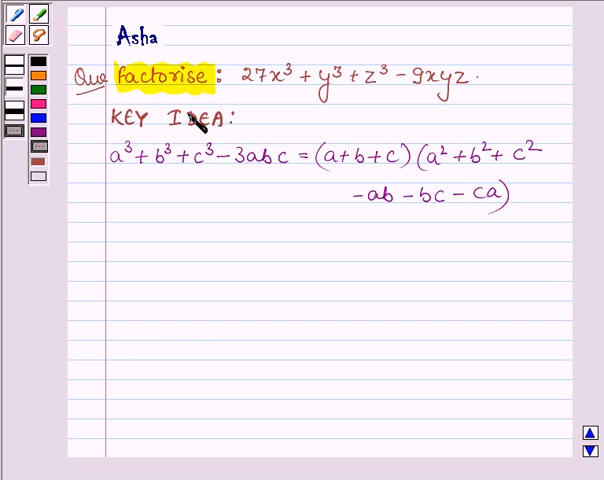 Asha
Que factorise : 27x³ + y³ + z³ - 9xyz.
KEY IDEA :
a³ + b³ + c³ - 3abc = (a+b+c) (a² + b² + c²
-ab - bc - ca)